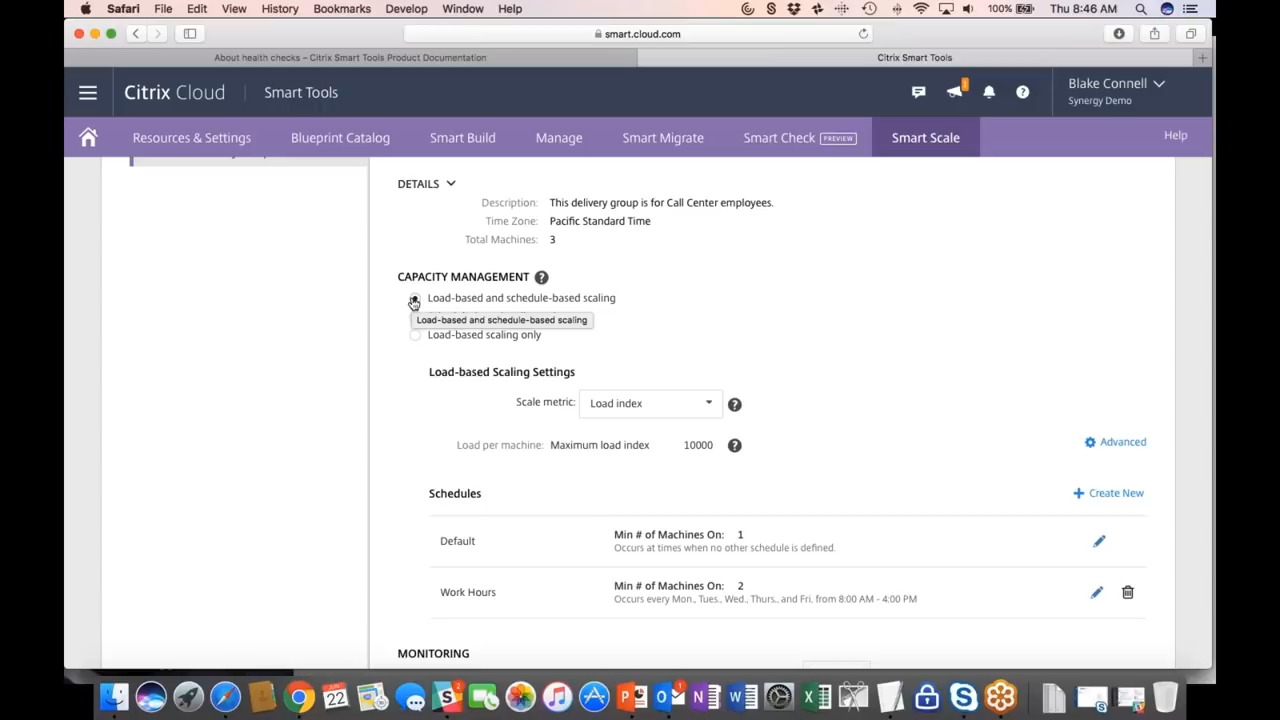 Safari File Edit View History Bookmarks Develop Window Help 100% Thu 8:46 AM
smart.cloud.com
About health checks – Citrix Smart Tools Product Documentation Citrix Smart Tools
Citrix Cloud Smart Tools Blake Connell
Synergy Demo
Resources & Settings Blueprint Catalog Smart Build Manage Smart Migrate Smart Check PREVIEW Smart Scale Help
DETAILS
Description: This delivery group is for Call Center employees.
Time Zone: Pacific Standard Time
Total Machines: 3
CAPACITY MANAGEMENT ?
Load-based and schedule-based scaling
Load-based and schedule-based scaling
Load-based scaling only
Load-based Scaling Settings
Scale metric: Load index ?
Load per machine: Maximum load index 10000 ?
Advanced
Schedules + Create New
Default Min # of Machines On: 1
Occurs at times when no other schedule is defined.
Work Hours Min # of Machines On: 2
Occurs every Mon., Tues., Wed., Thurs., and Fri, from 8:00 AM - 4:00 PM
MONITORING
JUN
22
2
1